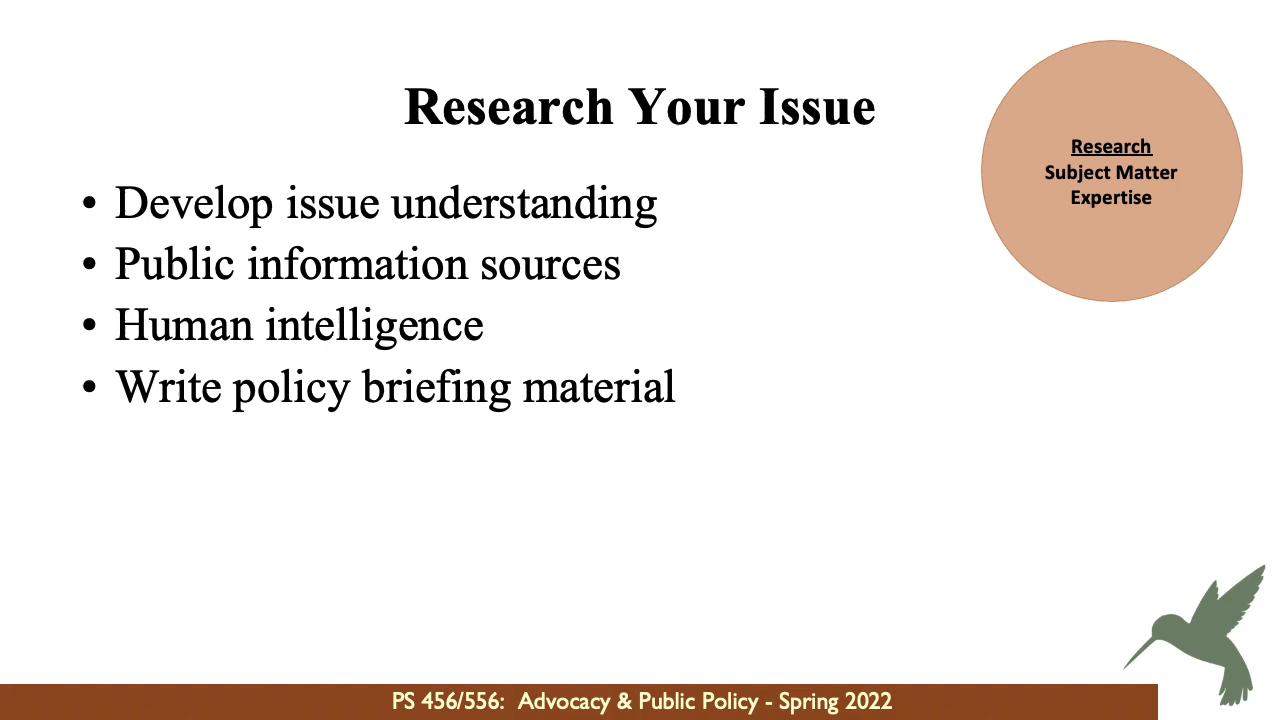 Research Your Issue
Research
Subject Matter
Expertise
• Develop issue understanding
• Public information sources
• Human intelligence
• Write policy briefing material
PS 456/556: Advocacy & Public Policy - Spring 2022